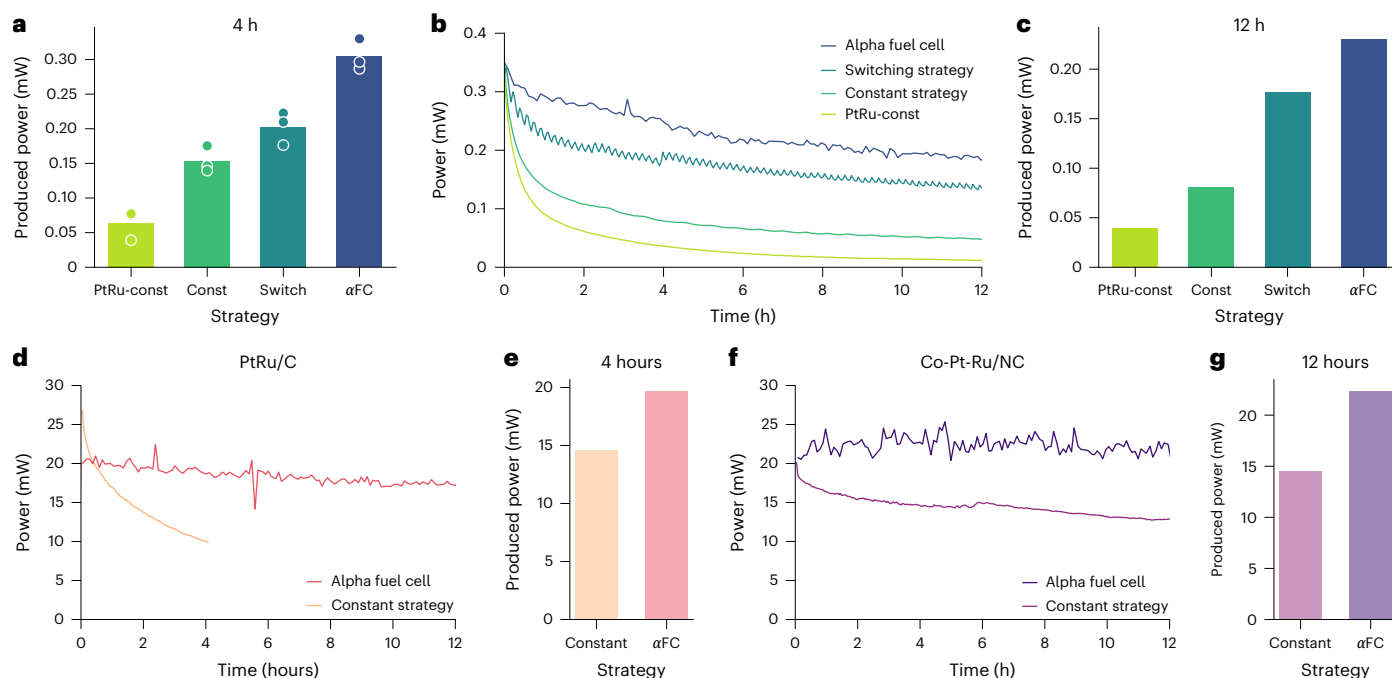 a
4 h
Produced power (mW)
0.30
0.25
0.20
0.15
0.10
0.05
0
PtRu-const
Const
Switch
αFC
Strategy
b
Power (mW)
0.4
0.3
0.2
0.1
0
Alpha fuel cell
Switching strategy
Constant strategy
PtRu-const
0
2
4
6
8
10
12
Time (h)
c
12 h
Produced power (mW)
0.20
0.15
0.10
0.05
0
PtRu-const
Const
Switch
αFC
Strategy
d
PtRu/C
Power (mW)
30
25
20
15
10
5
0
Alpha fuel cell
Constant strategy
0
2
4
6
8
10
12
Time (hours)
e
4 hours
Produced power (mW)
20
15
10
5
0
Constant
αFC
Strategy
f
Co-Pt-Ru/NC
Power (mW)
30
25
20
15
10
5
0
Alpha fuel cell
Constant strategy
0
2
4
6
8
10
12
Time (h)
g
12 hours
Produced power (mW)
20
15
10
5
0
Constant
αFC
Strategy